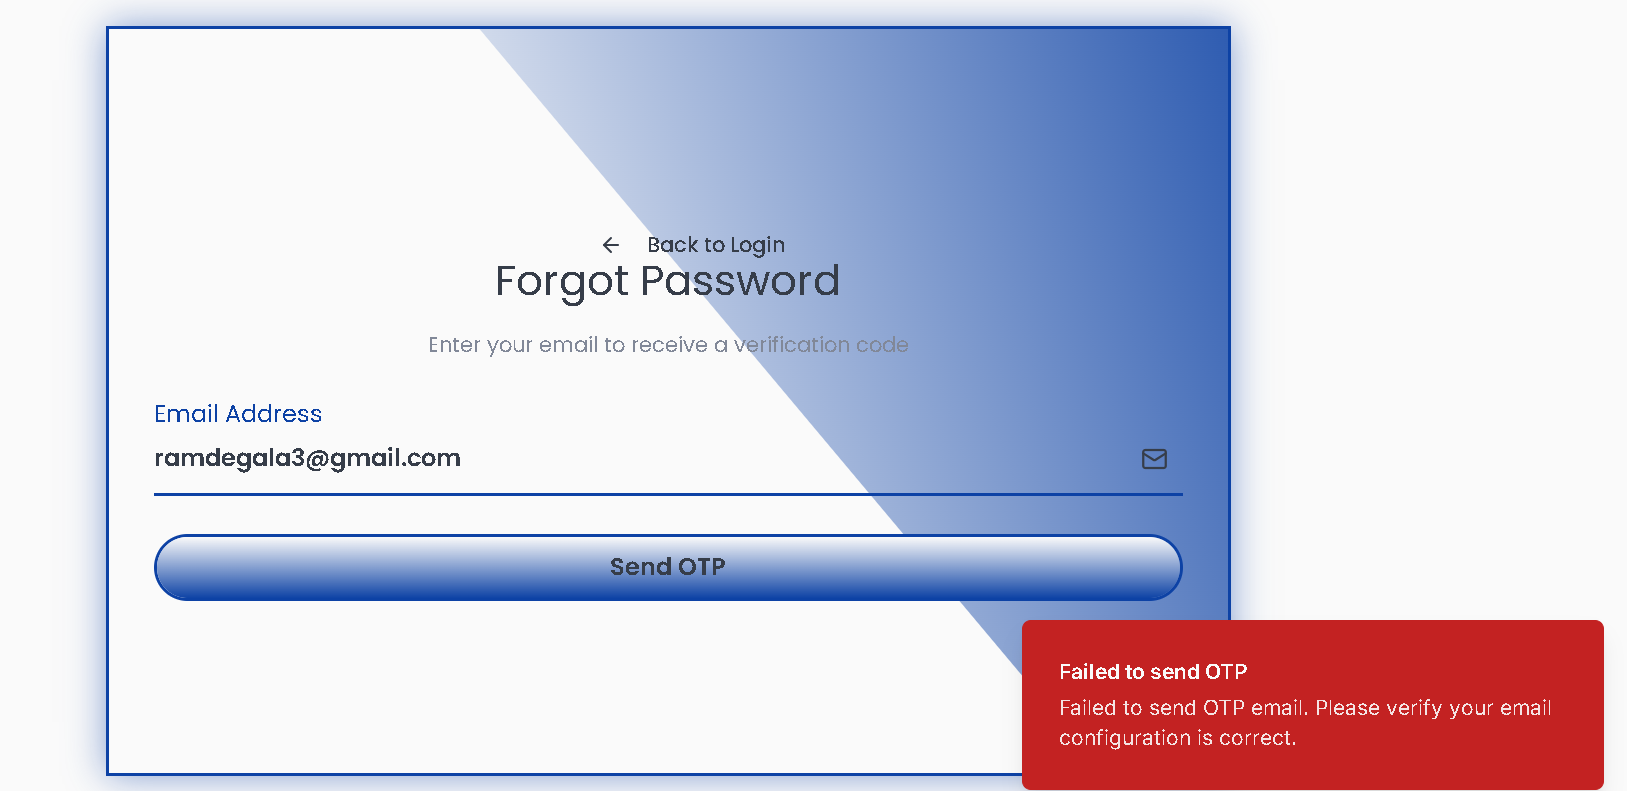 Back to Login
Forgot Password
Enter your email to receive a verification code
Email Address
ramdegala3@gmail.com
Send OTP
Failed to send OTP
Failed to send OTP email. Please verify your email
configuration is correct.